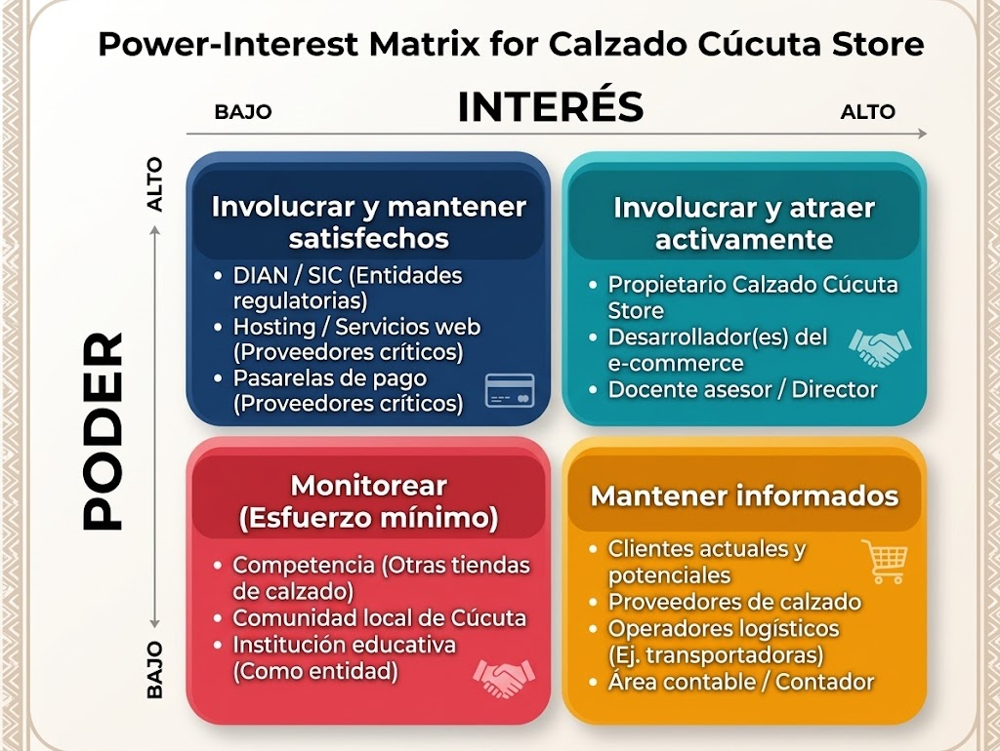 Power-Interest Matrix for Calzado Cúcuta Store
BAJO
INTERÉS
ALTO
ALTO
PODER
BAJO
Involucrar y mantener
satisfechos
• DIAN / SIC (Entidades
regulatorias)
• Hosting / Servicios web
(Proveedores críticos)
• Pasarelas de pago
(Proveedores críticos)
Involucrar y atraer
activamente
• Propietario Calzado Cúcuta
Store
• Desarrollador(es) del
e-commerce
• Docente asesor / Director
Monitorear
(Esfuerzo mínimo)
• Competencia (Otras tiendas
de calzado)
• Comunidad local de Cúcuta
• Institución educativa
(Como entidad)
Mantener informados
• Clientes actuales y
potenciales
• Proveedores de calzado
• Operadores logísticos
(Ej. transportadoras)
• Área contable / Contador